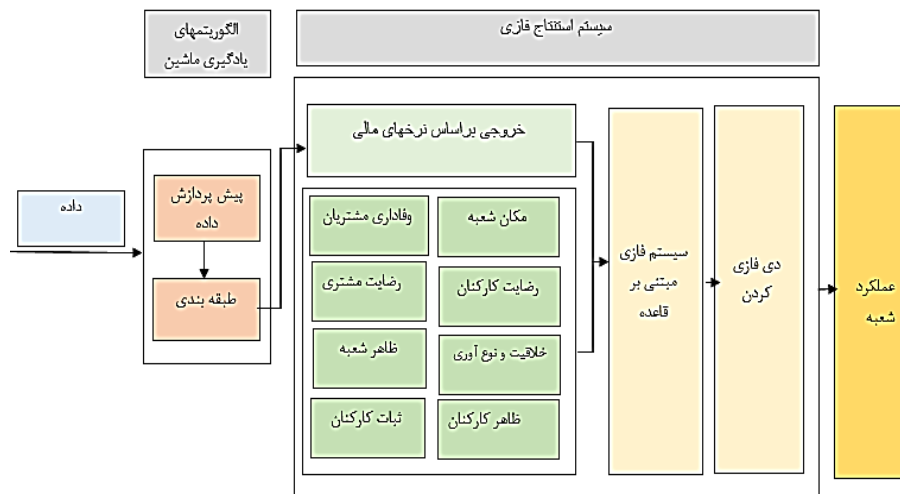 الگوریتمهای
یادگیری ماشین
سیستم استنتاج فازی
داده
پیش پردازش
داده
طبقه بندی
خروجی براساس نرخهای مالی
مکان شعبه
وفاداری مشتریان
رضایت کارکنان
رضایت مشتری
خلاقیت و نوع آوری
ظاهر شعبه
ظاهر کارکنان
ثبات کارکنان
سیستم فازی
مبتنی بر
قاعده
دی فازی
کردن
عملکرد
شعبه